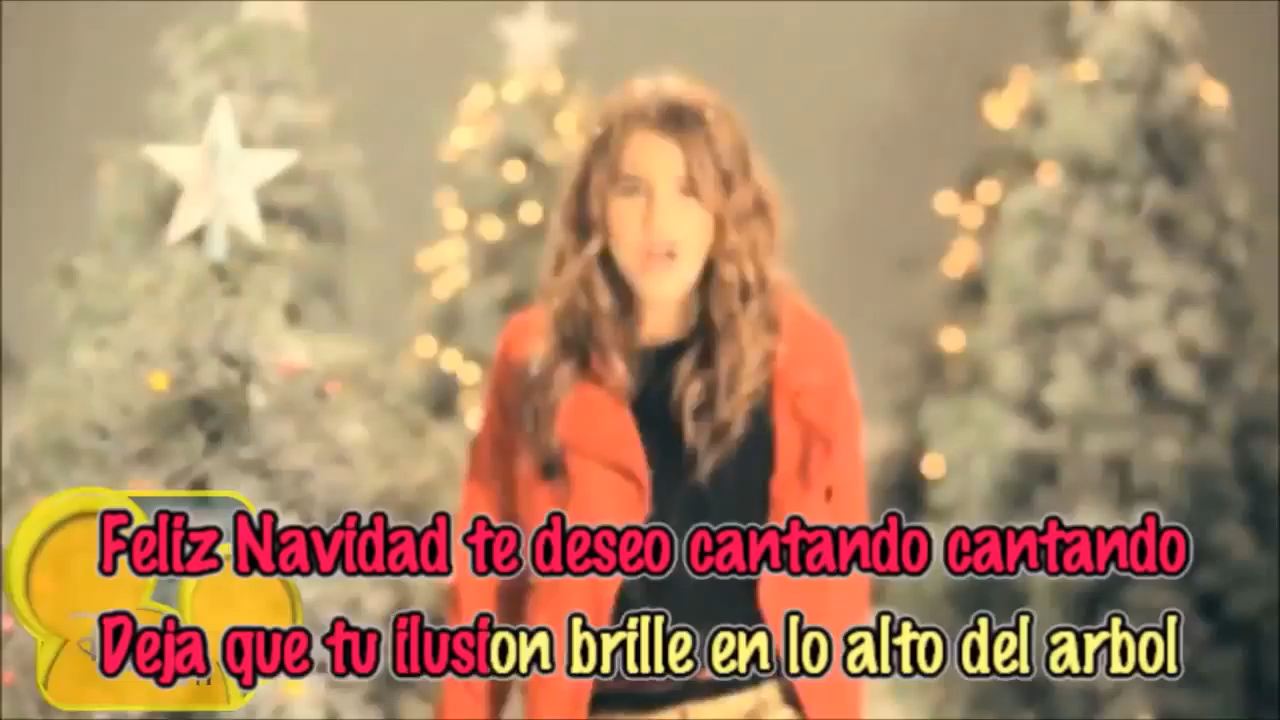 Feliz Navidad te deseo cantando cantando
Deja que tu ilusion brille en lo alto del arbol